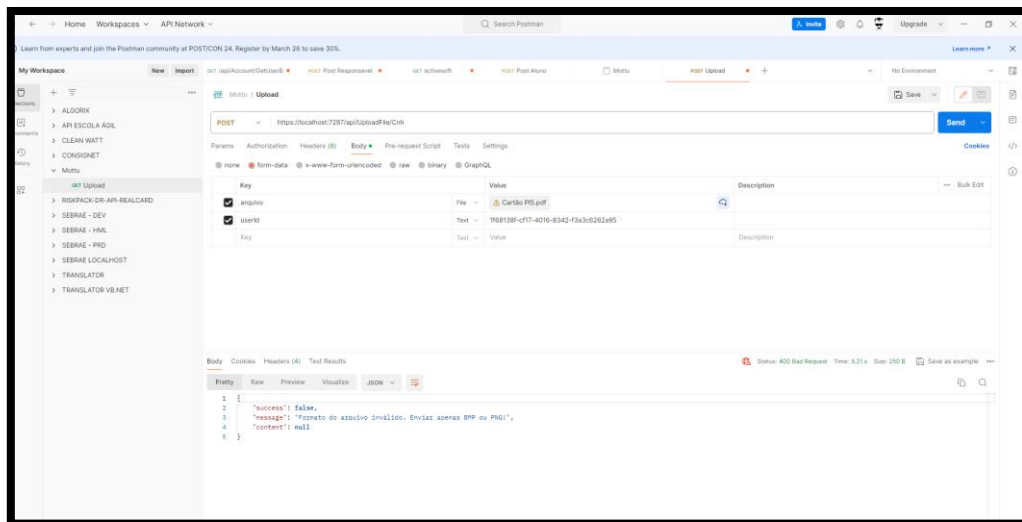 Home Workspaces API Network Search Postman Invite Upgrade
Learn from experts and join the Postman community at POST/CON 24. Register by March 26 to save 30%. Learn more
My Workspace New Import GET /api/Account/GetUserB POST Post Responsavel GET activesoft POST Post Aluno Mottu POST Upload No Environment
Mottu / Upload Save
ALGORIX
API ESCOLA ÁGIL
CLEAN WATT
CONSIGNET
Mottu
GET Upload
RISKPACK-DR-API-REALCARD
SEBRAE - DEV
SEBRAE - HML
SEBRAE - PRD
SEBRAE LOCALHOST
TRANSLATOR
TRANSLATOR VB.NET
POST https://localhost:7297/api/UploadFile/Cnh Send
Params Authorization Headers (8) Body Pre-request Script Tests Settings Cookies
none form-data x-www-form-urlencoded raw binary GraphQL
Key Value Description Bulk Edit
arquivo File Cartão PIS.pdf
userId Text 1f68138f-cf17-4016-8342-f3a3c6262a95
Key Text Value Description
Body Cookies Headers (4) Test Results Status: 400 Bad Request Time: 5.21 s Size: 250 B Save as example
Pretty Raw Preview Visualize JSON
1 {
2 "success": false,
3 "message": "Formato do arquivo inválido. Enviar apenas BMP ou PNG!",
4 "content": null
5 }